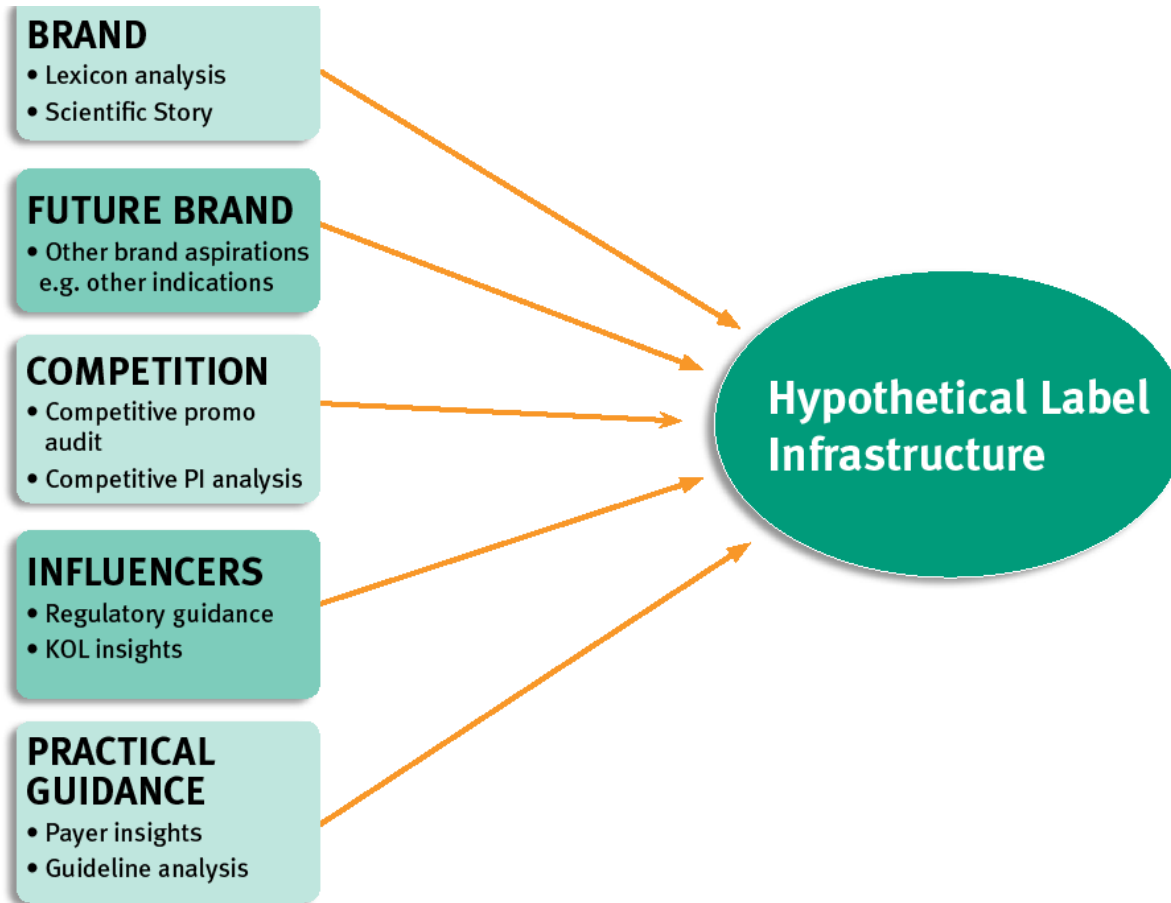 BRAND
• Lexicon analysis
• Scientific Story
FUTURE BRAND
• Other brand aspirations
e.g. other indications
COMPETITION
• Competitive promo
audit
• Competitive PI analysis
INFLUENCERS
• Regulatory guidance
• KOL insights
PRACTICAL
GUIDANCE
• Payer insights
• Guideline analysis
Hypothetical Label
Infrastructure